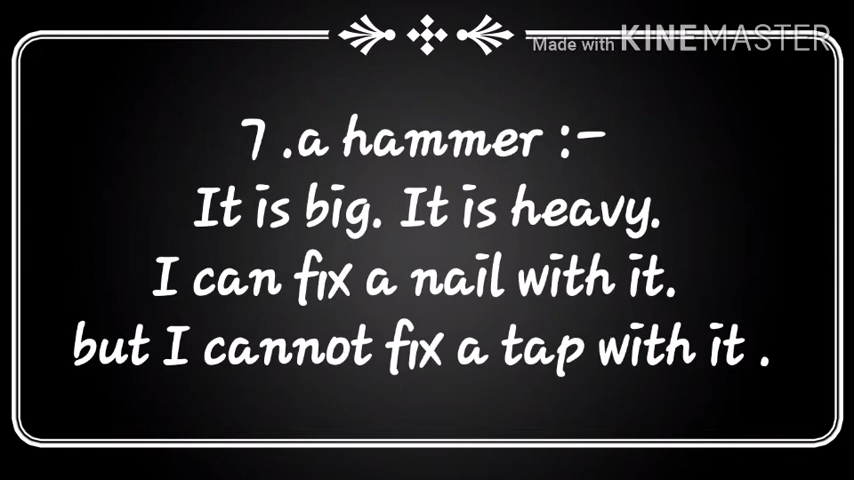 Made with KINEMASTER
7 .a hammer :-
It is big. It is heavy.
I can fix a nail with it.
but I cannot fix a tap with it .